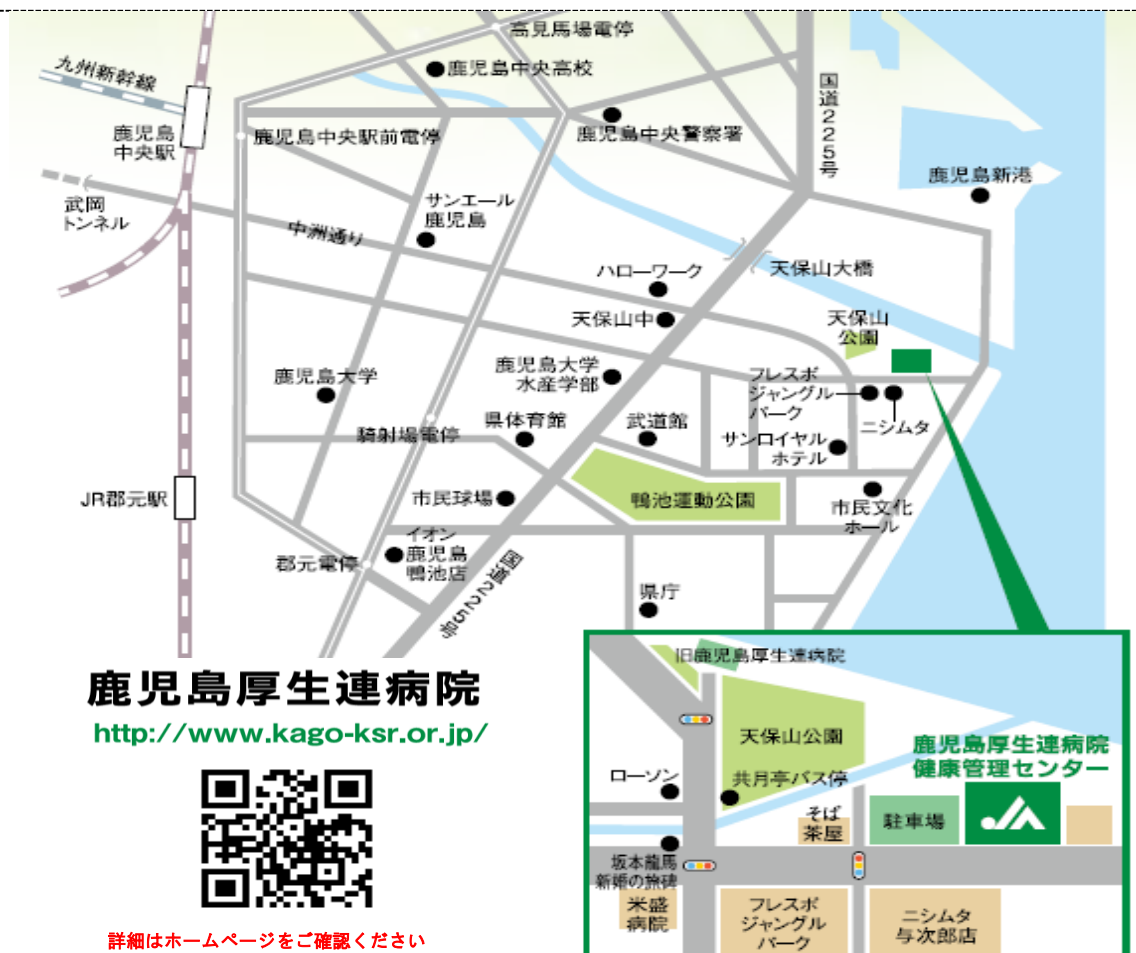 高見馬場電停
九州新幹線
鹿児島中央高校
国道225号
鹿児島
中央駅
鹿児島中央駅前電停
鹿児島中央警察署
鹿児島新港
武岡
トンネル
サンエール
鹿児島
中洲通り
ハローワーク
天保山大橋
天保山中
天保山
公園
鹿児島大学
鹿児島大学
水産学部
フレスポ
ジャングル
パーク
ニシムタ
騎射場電停
県体育館
武道館
サンロイヤル
ホテル
JR郡元駅
市民球場
鴨池運動公園
市民文化
ホール
郡元電停
イオン
鹿児島
鴨池店
国道225号
県庁
鹿児島厚生連病院
http://www.kago-ksr.or.jp/
詳細はホームページをご確認ください
旧鹿児島厚生連病院
天保山公園
鹿児島厚生連病院
健康管理センター
ローソン
共月亭バス停
そば
茶屋
駐車場
JA
坂本龍馬
新婚の旅碑
米盛
病院
フレスポ
ジャングル
パーク
ニシムタ
与次郎店